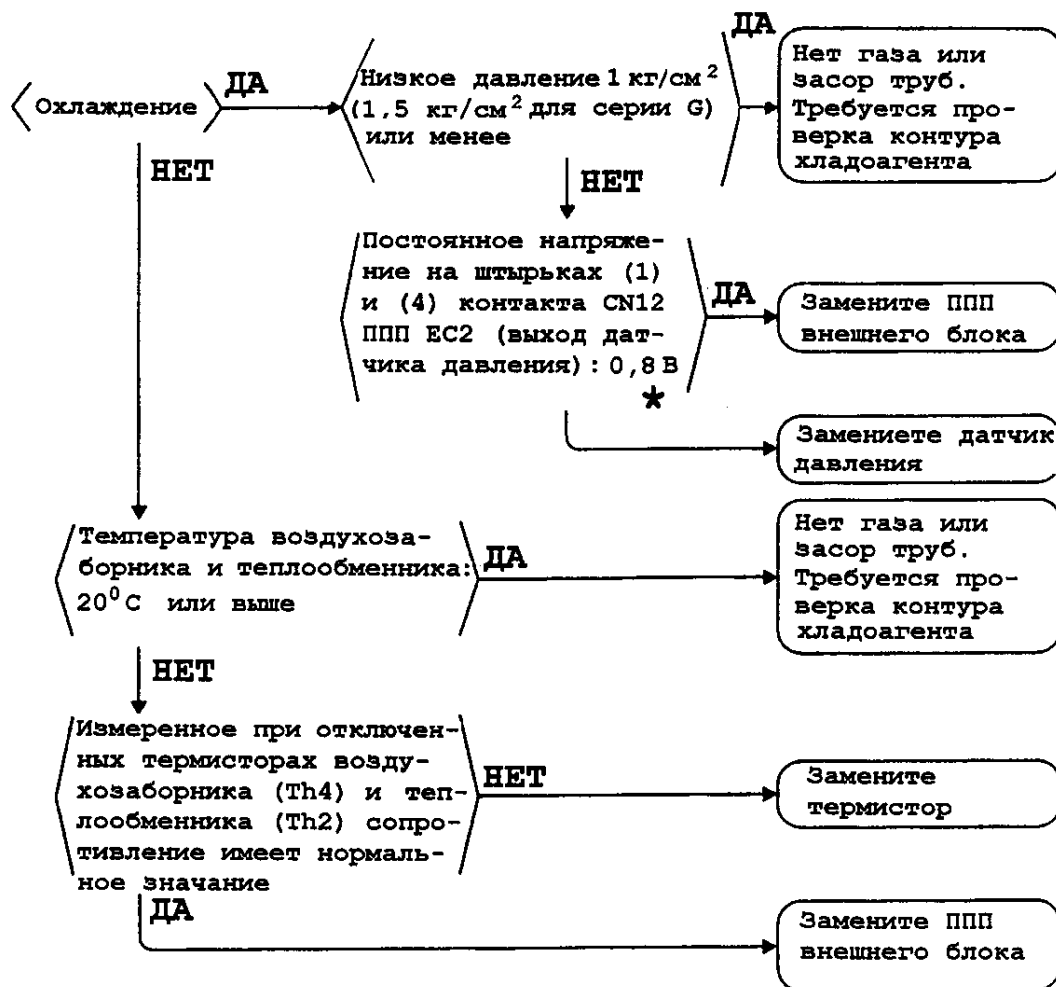 Охлаждение
ДА
НЕТ
Низкое давление 1 кг/см²
(1,5 кг/см² для серии G)
или менее
ДА
Нет газа или
засор труб.
Требуется про-
верка контура
хладоагента
НЕТ
Постоянное напряже-
ние на штырьках (1)
и (4) контакта CN12
ППП EC2 (выход дат-
чика давления): 0,8 В
*
ДА
Замените ППП
внешнего блока
Замениете датчик
давления
Температура воздухоза-
борника и теплообменника:
20⁰ С или выше
ДА
Нет газа или
засор труб.
Требуется про-
верка контура
хладоагента
НЕТ
Измеренное при отключен-
ных термисторах возду-
хозаборника (Th4) и теп-
лообменника (Th2) сопро-
тивление имеет нормаль-
ное значание
НЕТ
Замените
термистор
ДА
Замените ППП
внешнего блока